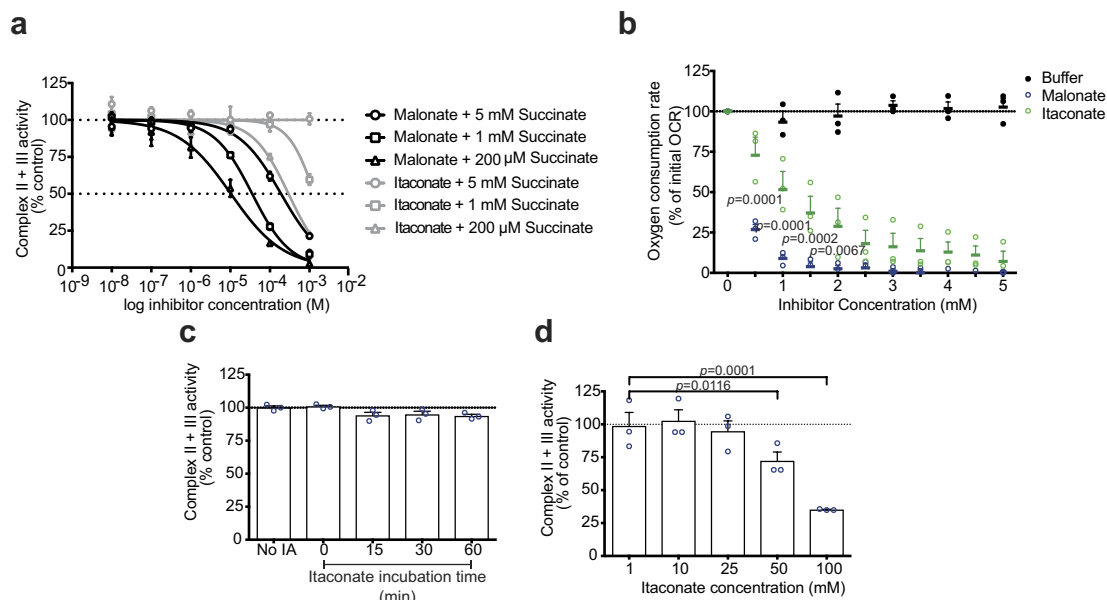 a
Complex II + III activity
(% control)
125
100
75
50
25
0
10-9 10-8 10-7 10-6 10-5 10-4 10-3 10-2
log inhibitor concentration (M)
Malonate + 5 mM Succinate
Malonate + 1 mM Succinate
Malonate + 200 µM Succinate
Itaconate + 5 mM Succinate
Itaconate + 1 mM Succinate
Itaconate + 200 µM Succinate
b
Oxygen consumption rate
(% of initial OCR)
125
100
75
50
25
0
p=0.0001
p=0.0001
p=0.0002
p=0.0067
0 1 2 3 4 5
Inhibitor Concentration (mM)
Buffer
Malonate
Itaconate
c
Complex II + III activity
(% control)
125
100
75
50
25
0
No IA 0 15 30 60
Itaconate incubation time
(min)
d
Complex II + III activity
(% of control)
p=0.0001
p=0.0116
125
100
75
50
25
0
1 10 25 50 100
Itaconate concentration (mM)